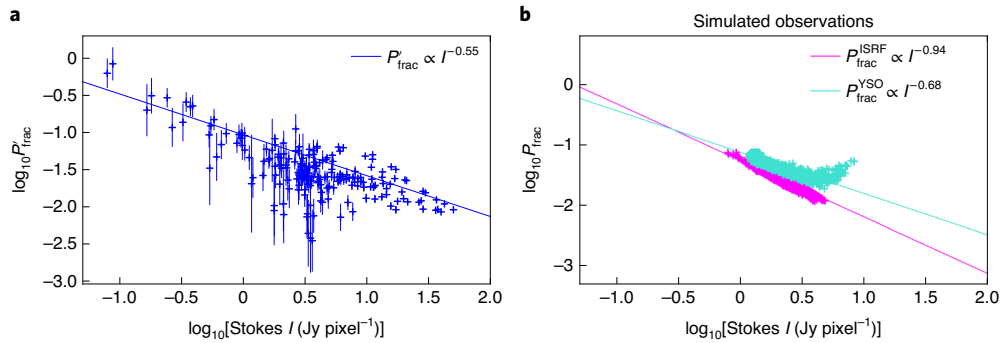 a
P′frac ∝ I^−0.55
0
−0.5
−1.0
−1.5
−2.0
−2.5
−3.0
log10P′frac
−1.0 −0.5 0 0.5 1.0 1.5 2.0
log10[Stokes I (Jy pixel^−1)]
b
Simulated observations
P^ISRF_frac ∝ I^−0.94
P^YSO_frac ∝ I^−0.68
0
−1
−2
−3
log10Pfrac
−1.0 −0.5 0 0.5 1.0 1.5 2.0
log10[Stokes I (Jy pixel^−1)]